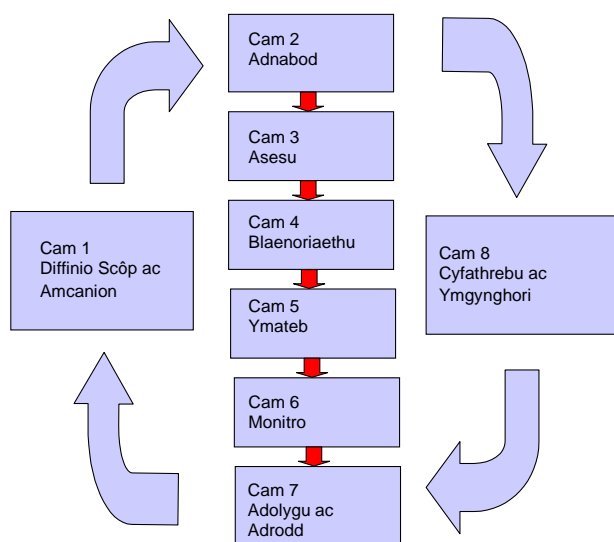 Cam 2
Adnabod
Cam 3
Asesu
Cam 4
Blaenoriaethu
Cam 1
Diffinio Scôp ac
Amcanion
Cam 8
Cyfathrebu ac
Ymgynghori
Cam 5
Ymateb
Cam 6
Monitro
Cam 7
Adolygu ac
Adrodd